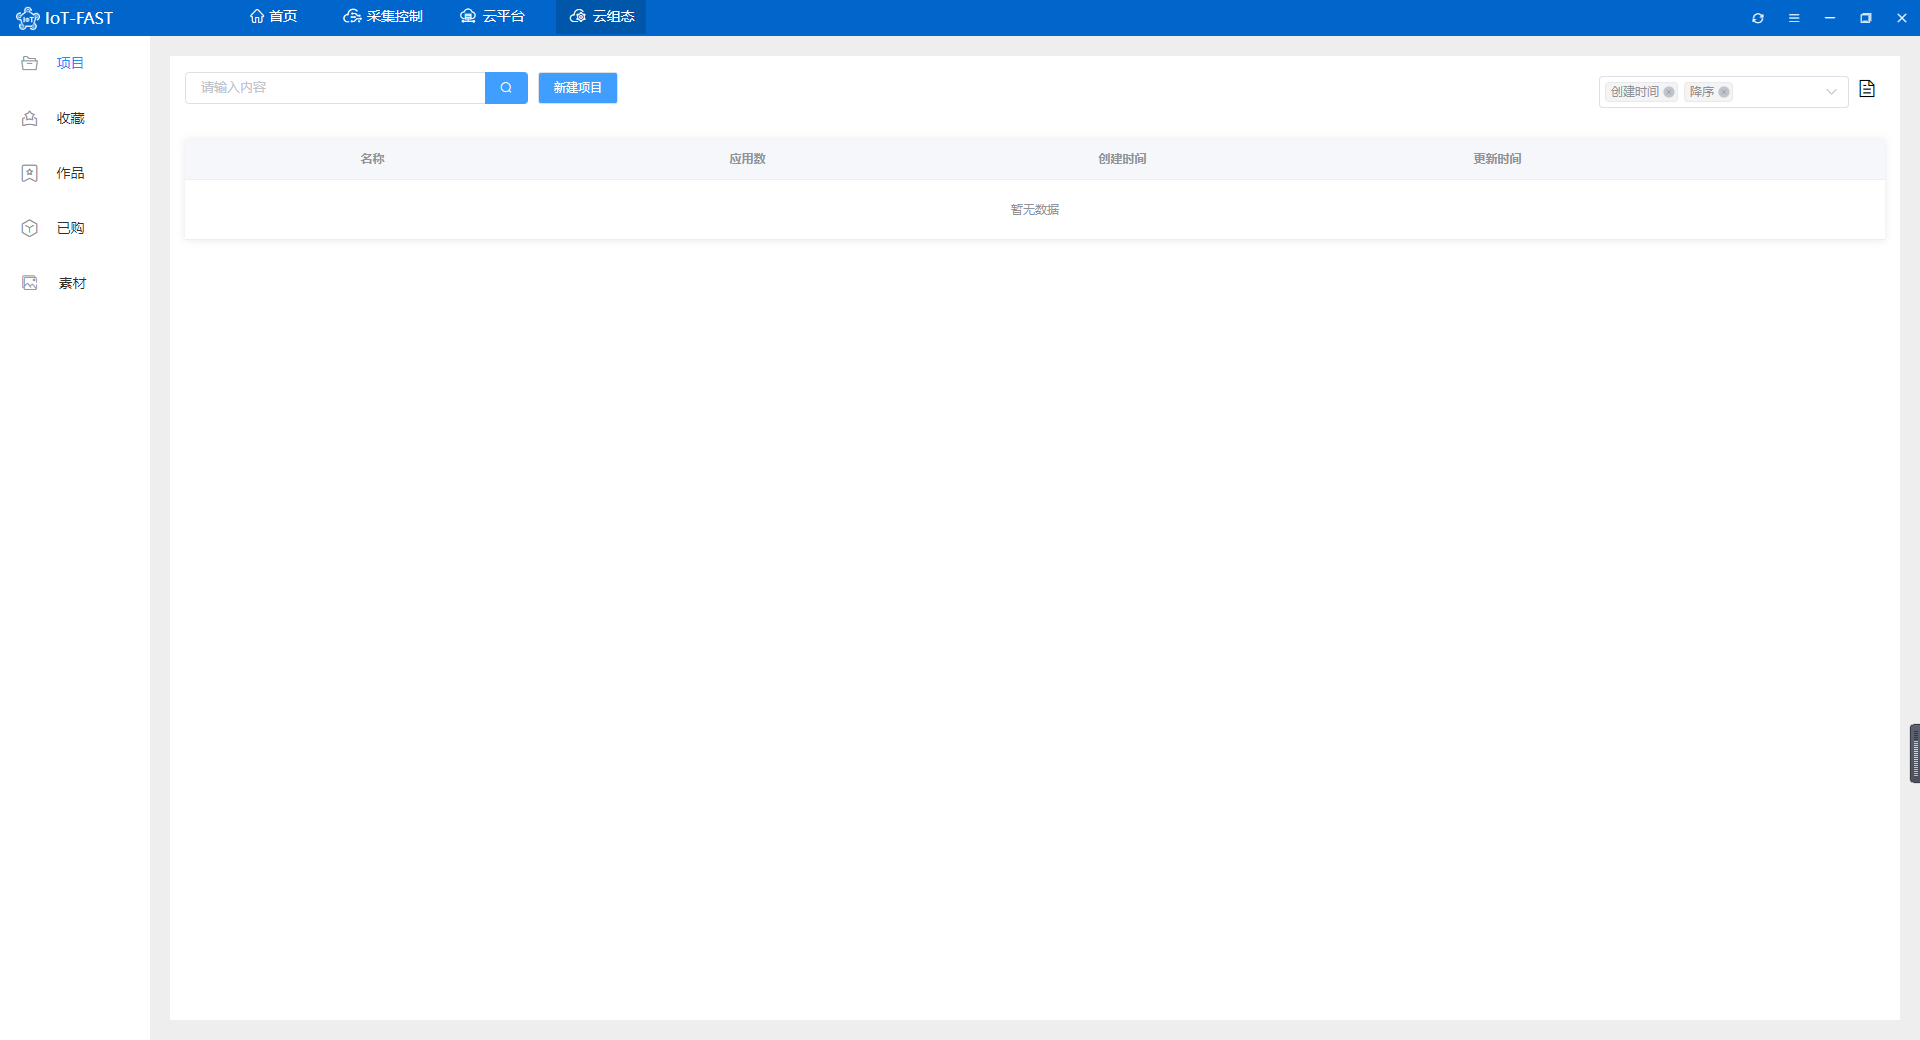 IoT-FAST
首页
采集控制
云平台
云组态
项目
收藏
作品
已购
素材
请输入内容
新建项目
创建时间
降序
名称
应用数
创建时间
更新时间
暂无数据